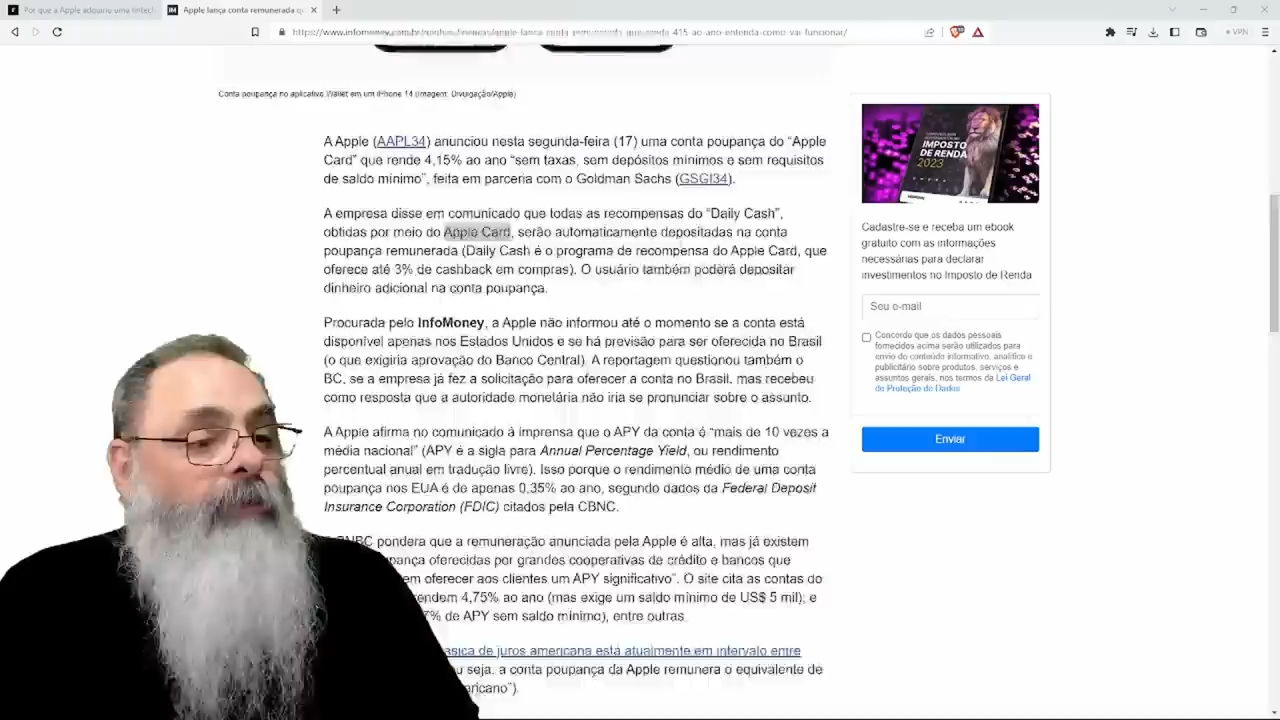 Por que a Apple adquiriu uma fintech
Apple lança conta remunerada q
https://www.infomoney.com.br
VPN
Conta poupança no aplicativo Wallet em um iPhone 14 (Imagem: Divulgação/Apple)
A Apple (AAPL34) anunciou nesta segunda-feira (17) uma conta poupança do “Apple
Card” que rende 4,15% ao ano “sem taxas, sem depósitos mínimos e sem requisitos
de saldo mínimo”, feita em parceria com o Goldman Sachs (GSGI34).
A empresa disse em comunicado que todas as recompensas do “Daily Cash”,
obtidas por meio do Apple Card, serão automaticamente depositadas na conta
poupança remunerada (Daily Cash é o programa de recompensa do Apple Card, que
oferece até 3% de cashback em compras). O usuário também poderá depositar
dinheiro adicional na conta poupança.
Procurada pelo InfoMoney, a Apple não informou até o momento se a conta está
disponível apenas nos Estados Unidos e se há previsão para ser oferecida no Brasil
(o que exigiria aprovação do Banco Central). A reportagem questionou também o
BC, se a empresa já fez a solicitação para oferecer a conta no Brasil, mas recebeu
como resposta que a autoridade monetária não iria se pronunciar sobre o assunto.
A Apple afirma no comunicado à imprensa que o APY da conta é “mais de 10 vezes a
média nacional” (APY é a sigla para Annual Percentage Yield, ou rendimento
percentual anual em tradução livre). Isso porque o rendimento médio de uma conta
poupança nos EUA é de apenas 0,35% ao ano, segundo dados da Federal Deposit
Insurance Corporation (FDIC) citados pela CBNC.
CNBC pondera que a remuneração anunciada pela Apple é alta, mas já existem
pança oferecidas por grandes cooperativas de crédito e bancos que
em oferecer aos clientes um APY significativo”. O site cita as contas do
rendem 4,75% ao ano (mas exige um saldo mínimo de US$ 5 mil); e
7% de APY sem saldo mínimo), entre outras.
ásica de juros americana está atualmente em intervalo entre
u seja, a conta poupança da Apple remunera o equivalente de
ericano”).
IMPOSTO
DE RENDA
2023
Cadastre-se e receba um ebook
gratuito com as informações
necessárias para declarar
investimentos no Imposto de Renda
Seu e-mail
Concordo que os dados pessoais
fornecidos acima serão utilizados para
envio de conteúdo informativo, analítico e
publicitário sobre produtos, serviços e
assuntos gerais, nos termos da Lei Geral
de Proteção de Dados
Enviar